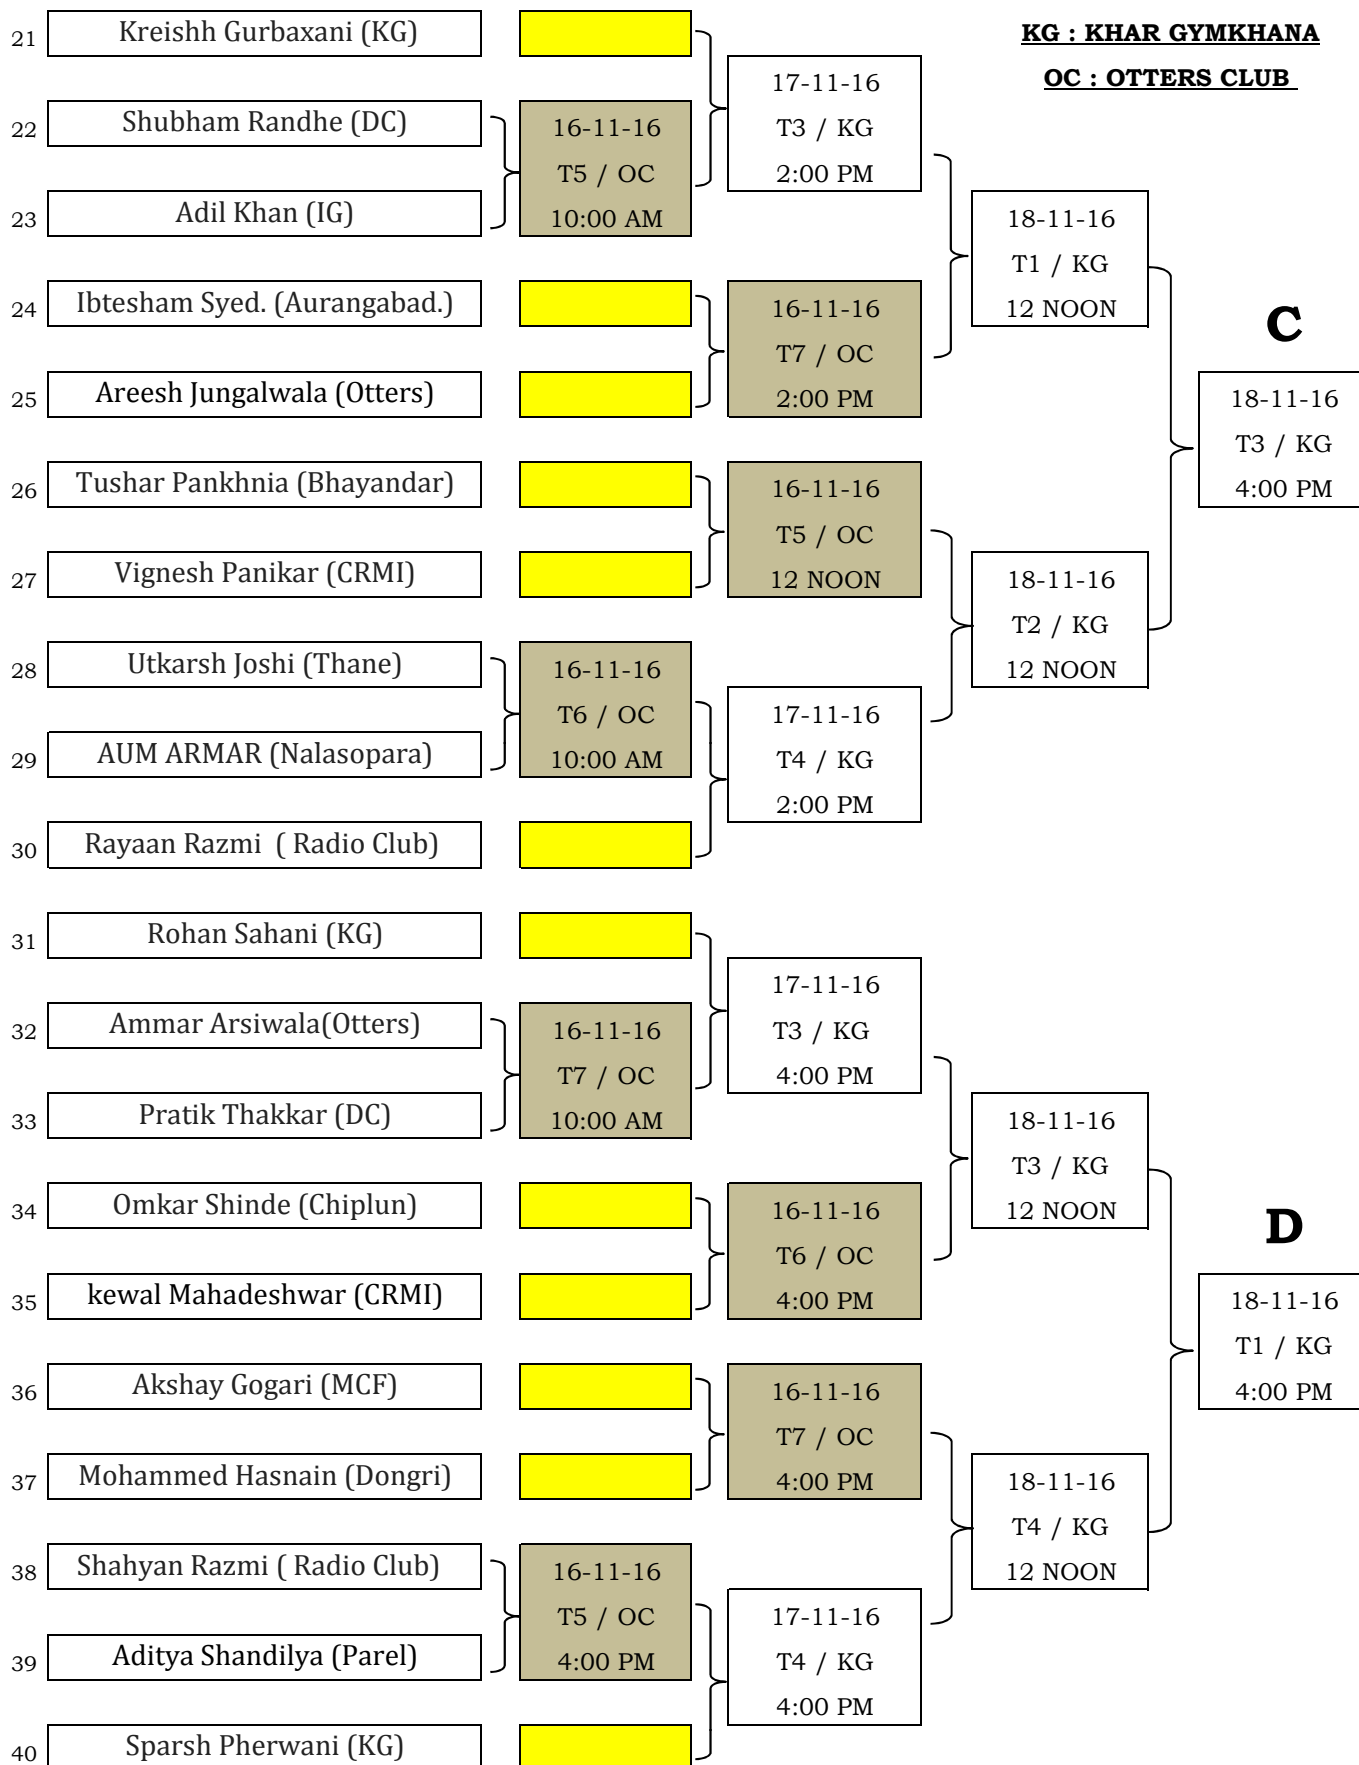 KG : KHAR GYMKHANA
OC : OTTERS CLUB
21 Kreishh Gurbaxani (KG)
22 Shubham Randhe (DC)
23 Adil Khan (IG)
24 Ibtesham Syed. (Aurangabad.)
25 Areesh Jungalwala (Otters)
26 Tushar Pankhnia (Bhayandar)
27 Vignesh Panikar (CRMI)
28 Utkarsh Joshi (Thane)
29 AUM ARMAR (Nalasopara)
30 Rayaan Razmi ( Radio Club)
31 Rohan Sahani (KG)
32 Ammar Arsiwala(Otters)
33 Pratik Thakkar (DC)
34 Omkar Shinde (Chiplun)
35 kewal Mahadeshwar (CRMI)
36 Akshay Gogari (MCF)
37 Mohammed Hasnain (Dongri)
38 Shahyan Razmi ( Radio Club)
39 Aditya Shandilya (Parel)
40 Sparsh Pherwani (KG)
16-11-16
T5 / OC
10:00 AM
16-11-16
T6 / OC
10:00 AM
16-11-16
T7 / OC
10:00 AM
16-11-16
T5 / OC
4:00 PM
17-11-16
T3 / KG
2:00 PM
16-11-16
T7 / OC
2:00 PM
16-11-16
T5 / OC
12 NOON
17-11-16
T4 / KG
2:00 PM
17-11-16
T3 / KG
4:00 PM
16-11-16
T6 / OC
4:00 PM
16-11-16
T7 / OC
4:00 PM
17-11-16
T4 / KG
4:00 PM
18-11-16
T1 / KG
12 NOON
18-11-16
T2 / KG
12 NOON
18-11-16
T3 / KG
12 NOON
18-11-16
T4 / KG
12 NOON
C
18-11-16
T3 / KG
4:00 PM
D
18-11-16
T1 / KG
4:00 PM